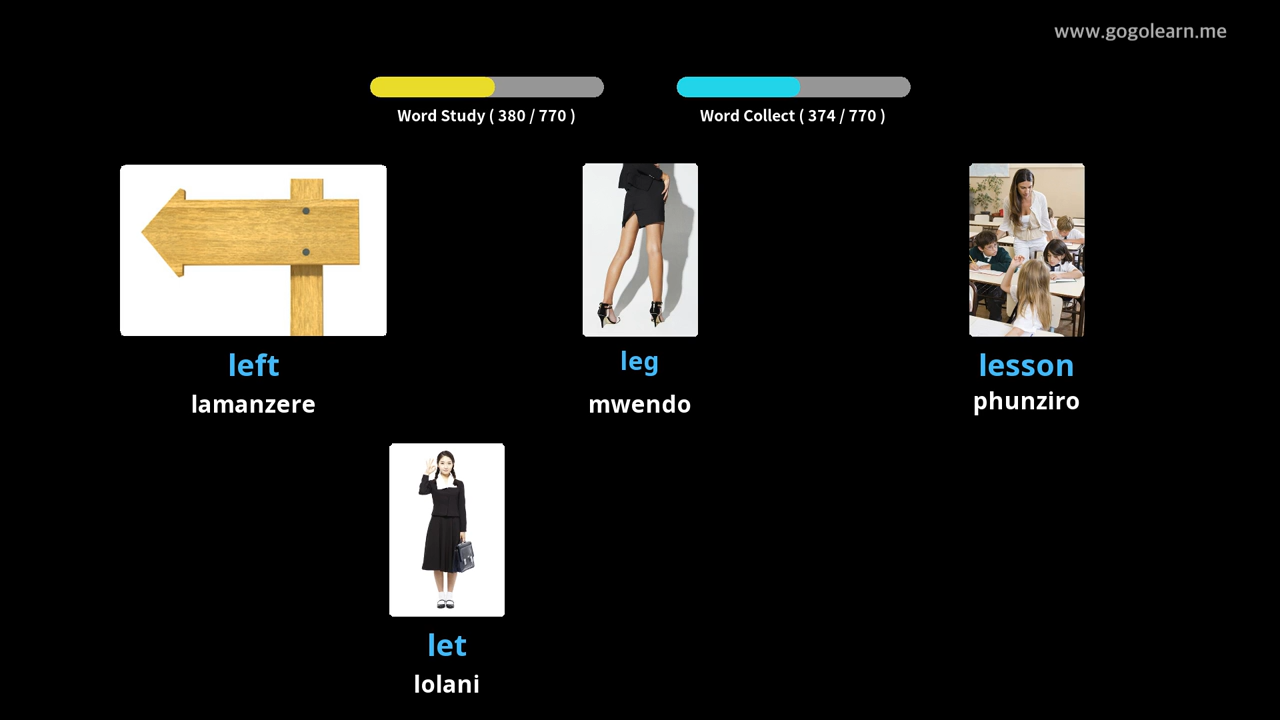 www.gogolearn.me
Word Study ( 380 / 770 )
Word Collect ( 374 / 770 )
left
lamanzere
leg
mwendo
lesson
phunziro
let
lolani